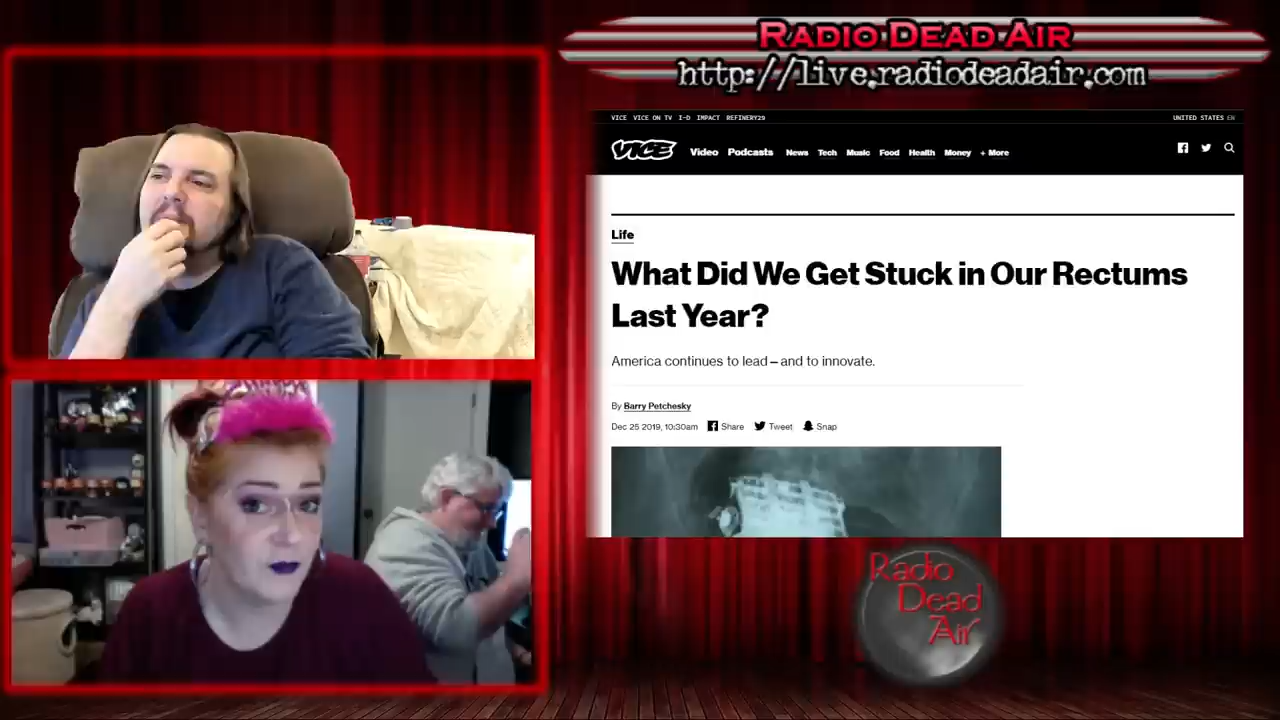 RADIO DEAD AIR
http://live.radiodeadair.com
VICE VICE ON TV I-D IMPACT REFINERY29
UNITED STATES EN
VICE Video Podcasts News Tech Music Food Health Money + More
Life
What Did We Get Stuck in Our Rectums
Last Year?
America continues to lead – and to innovate.
By Barry Petchesky
Dec 25 2019, 10:30am Share Tweet Snap
Radio
Dead
Air